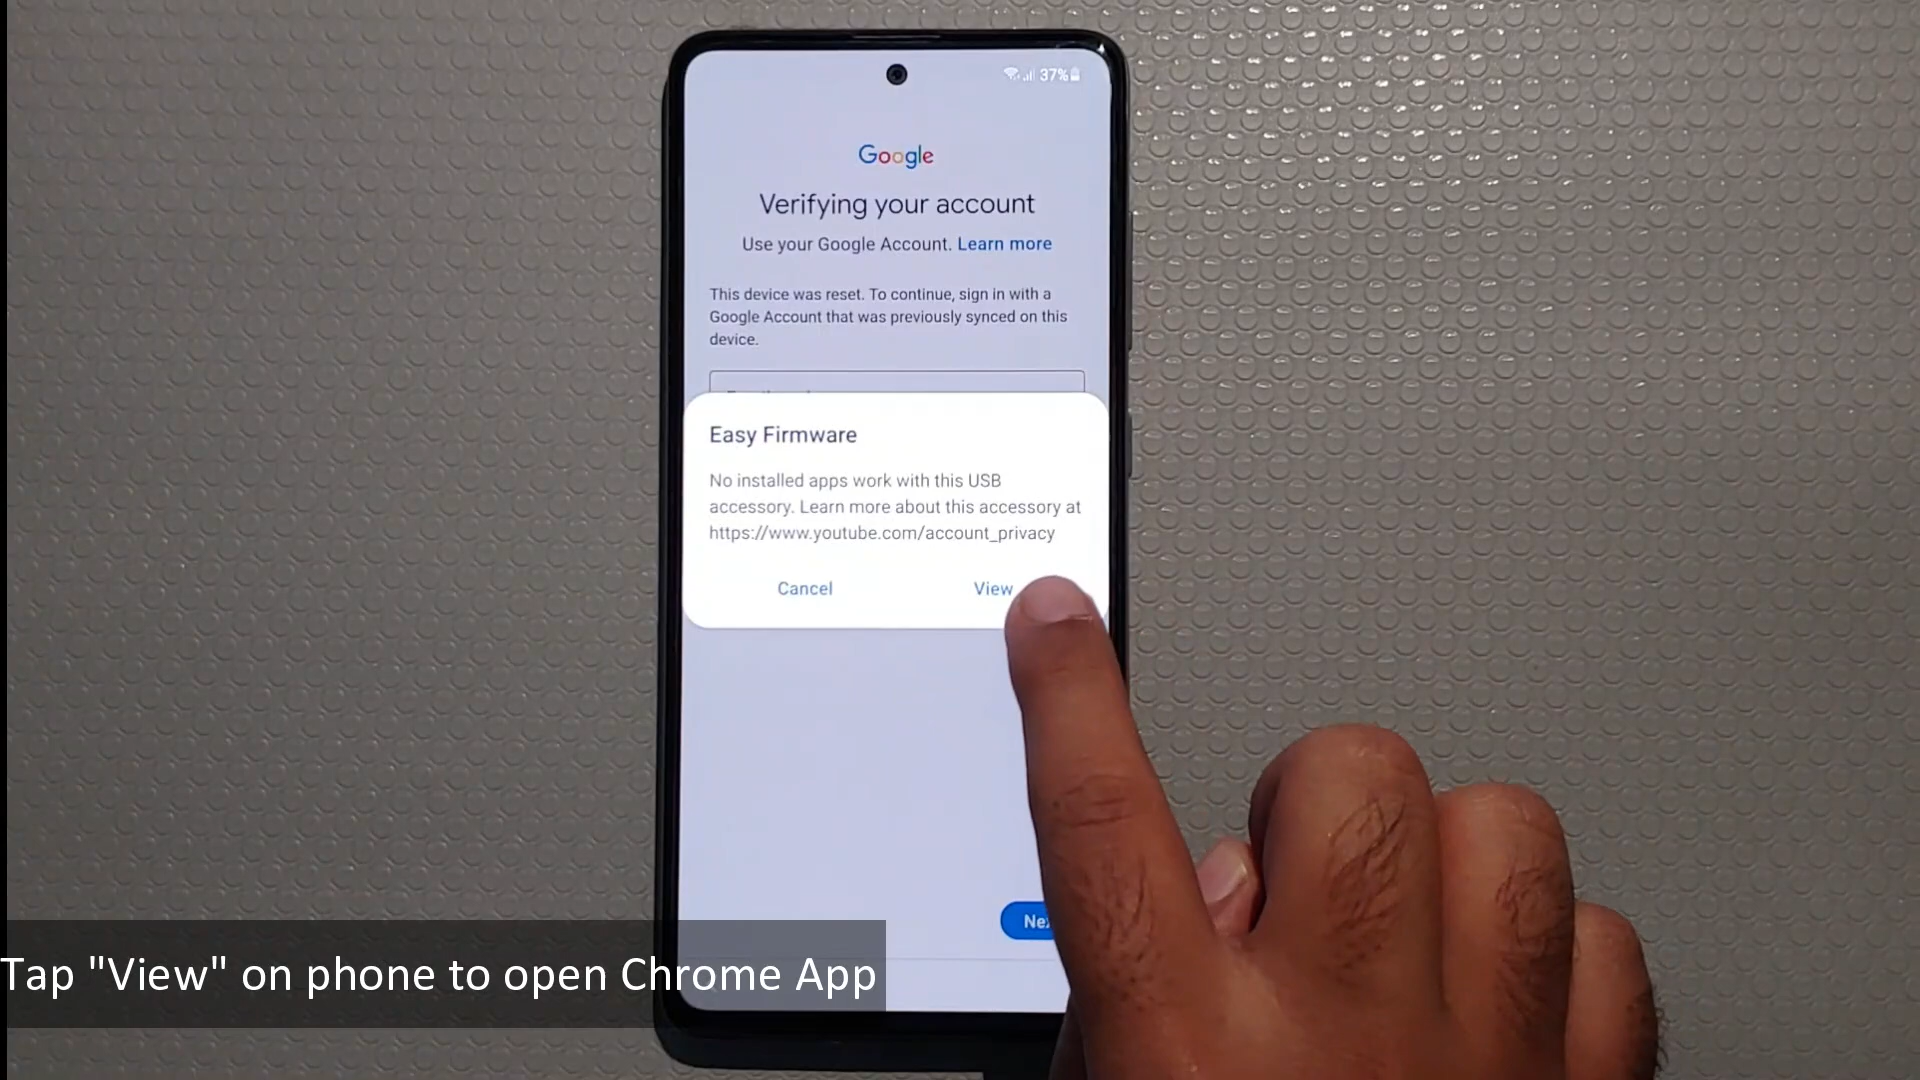 37%
Google
Verifying your account
Use your Google Account. Learn more
This device was reset. To continue, sign in with a
Google Account that was previously synced on this
device.
Easy Firmware
No installed apps work with this USB
accessory. Learn more about this accessory at
https://www.youtube.com/account_privacy
Cancel View
Tap "View" on phone to open Chrome App